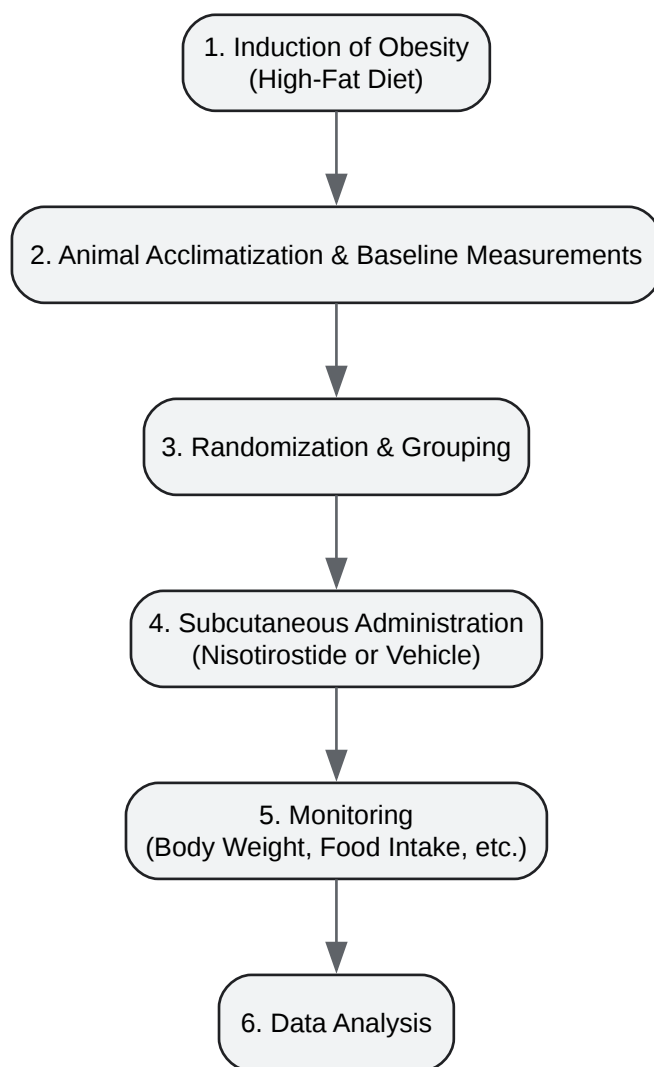 1. Induction of Obesity
(High-Fat Diet)
2. Animal Acclimatization & Baseline Measurements
3. Randomization & Grouping
4. Subcutaneous Administration
(Nisotirostide or Vehicle)
5. Monitoring
(Body Weight, Food Intake, etc.)
6. Data Analysis